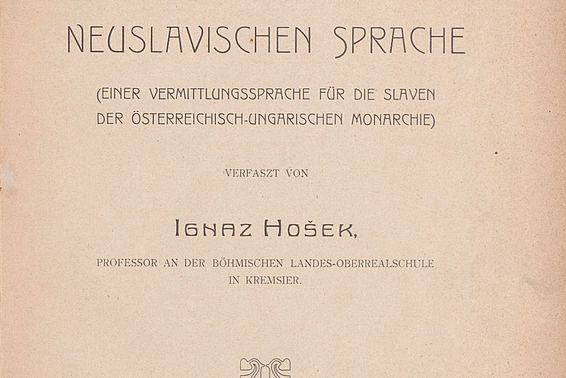 NEUSLAVISCHEN SPRACHE
(EINER VERMITTLUNGSSPRACHE FÜR DIE SLAVEN
DER ÖSTERREICHISCH-UNGARISCHEN MONARCHIE)
VERFASZT VON
IGNAZ HOŠEK,
PROFESSOR AN DER BÖHMISCHEN LANDES-OBERREALSCHULE
IN KREMSIER.